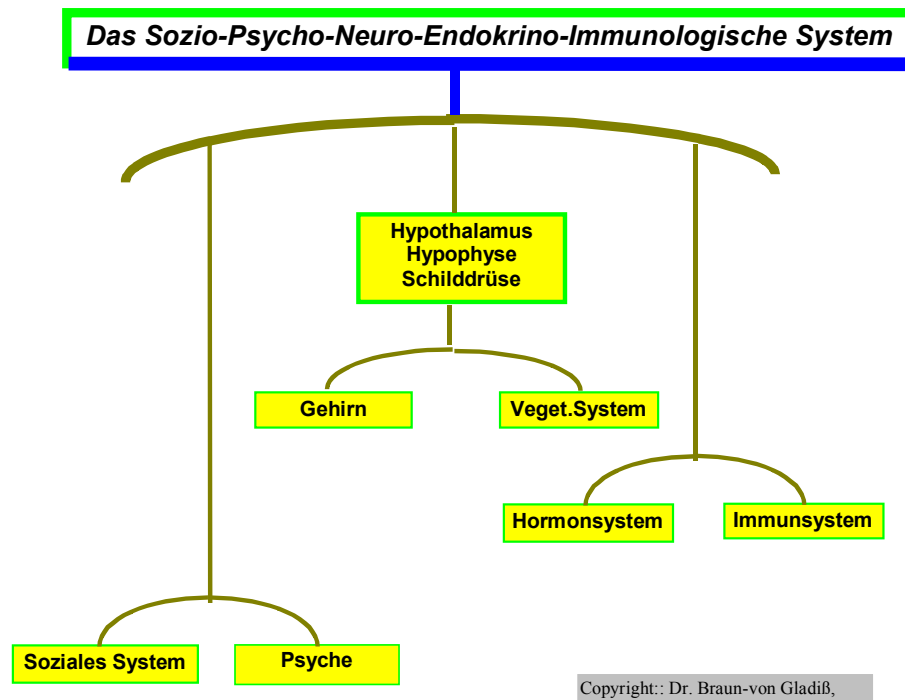 Das Sozio-Psycho-Neuro-Endokrino-Immunologische System
Hypothalamus
Hypophyse
Schilddrüse
Gehirn
Veget.System
Hormonsystem
Immunsystem
Soziales System
Psyche
Copyright:: Dr. Braun-von Gladiß,